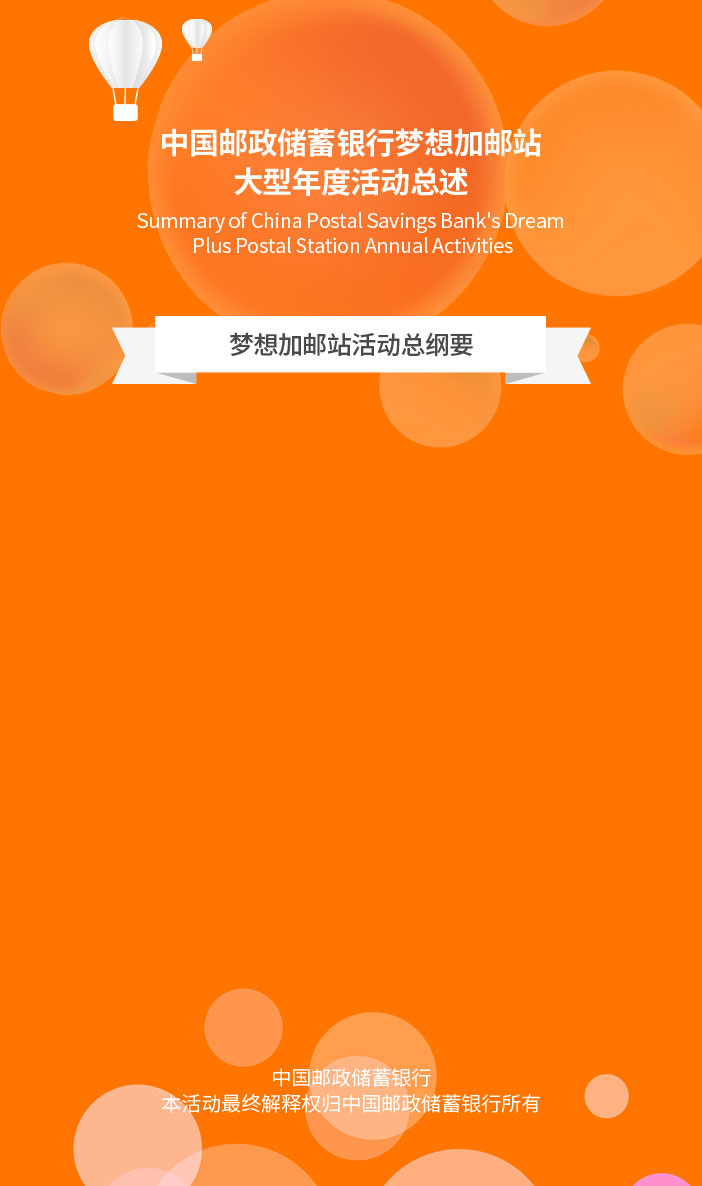 中国邮政储蓄银行梦想加邮站
大型年度活动总述
Summary of China Postal Savings Bank's Dream
Plus Postal Station Annual Activities
梦想加邮站活动总纲要
中国邮政储蓄银行
本活动最终解释权归中国邮政储蓄银行所有